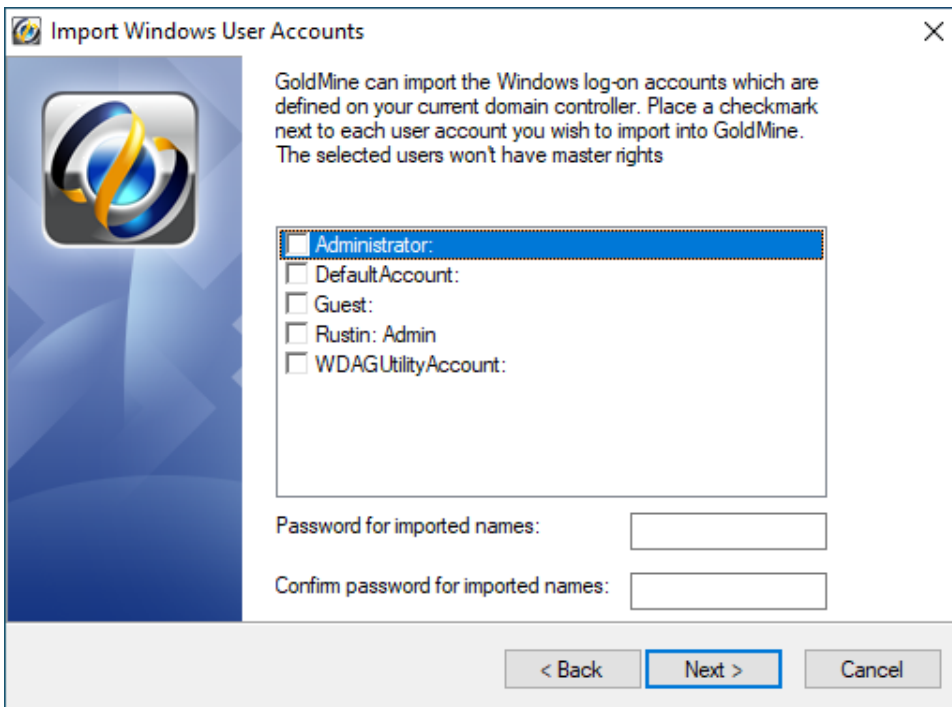 Import Windows User Accounts
GoldMine can import the Windows log-on accounts which are
defined on your current domain controller. Place a checkmark
next to each user account you wish to import into GoldMine.
The selected users won't have master rights
Administrator:
DefaultAccount:
Guest:
Rustin: Admin
WDAGUtilityAccount:
Password for imported names:
Confirm password for imported names:
< Back
Next >
Cancel